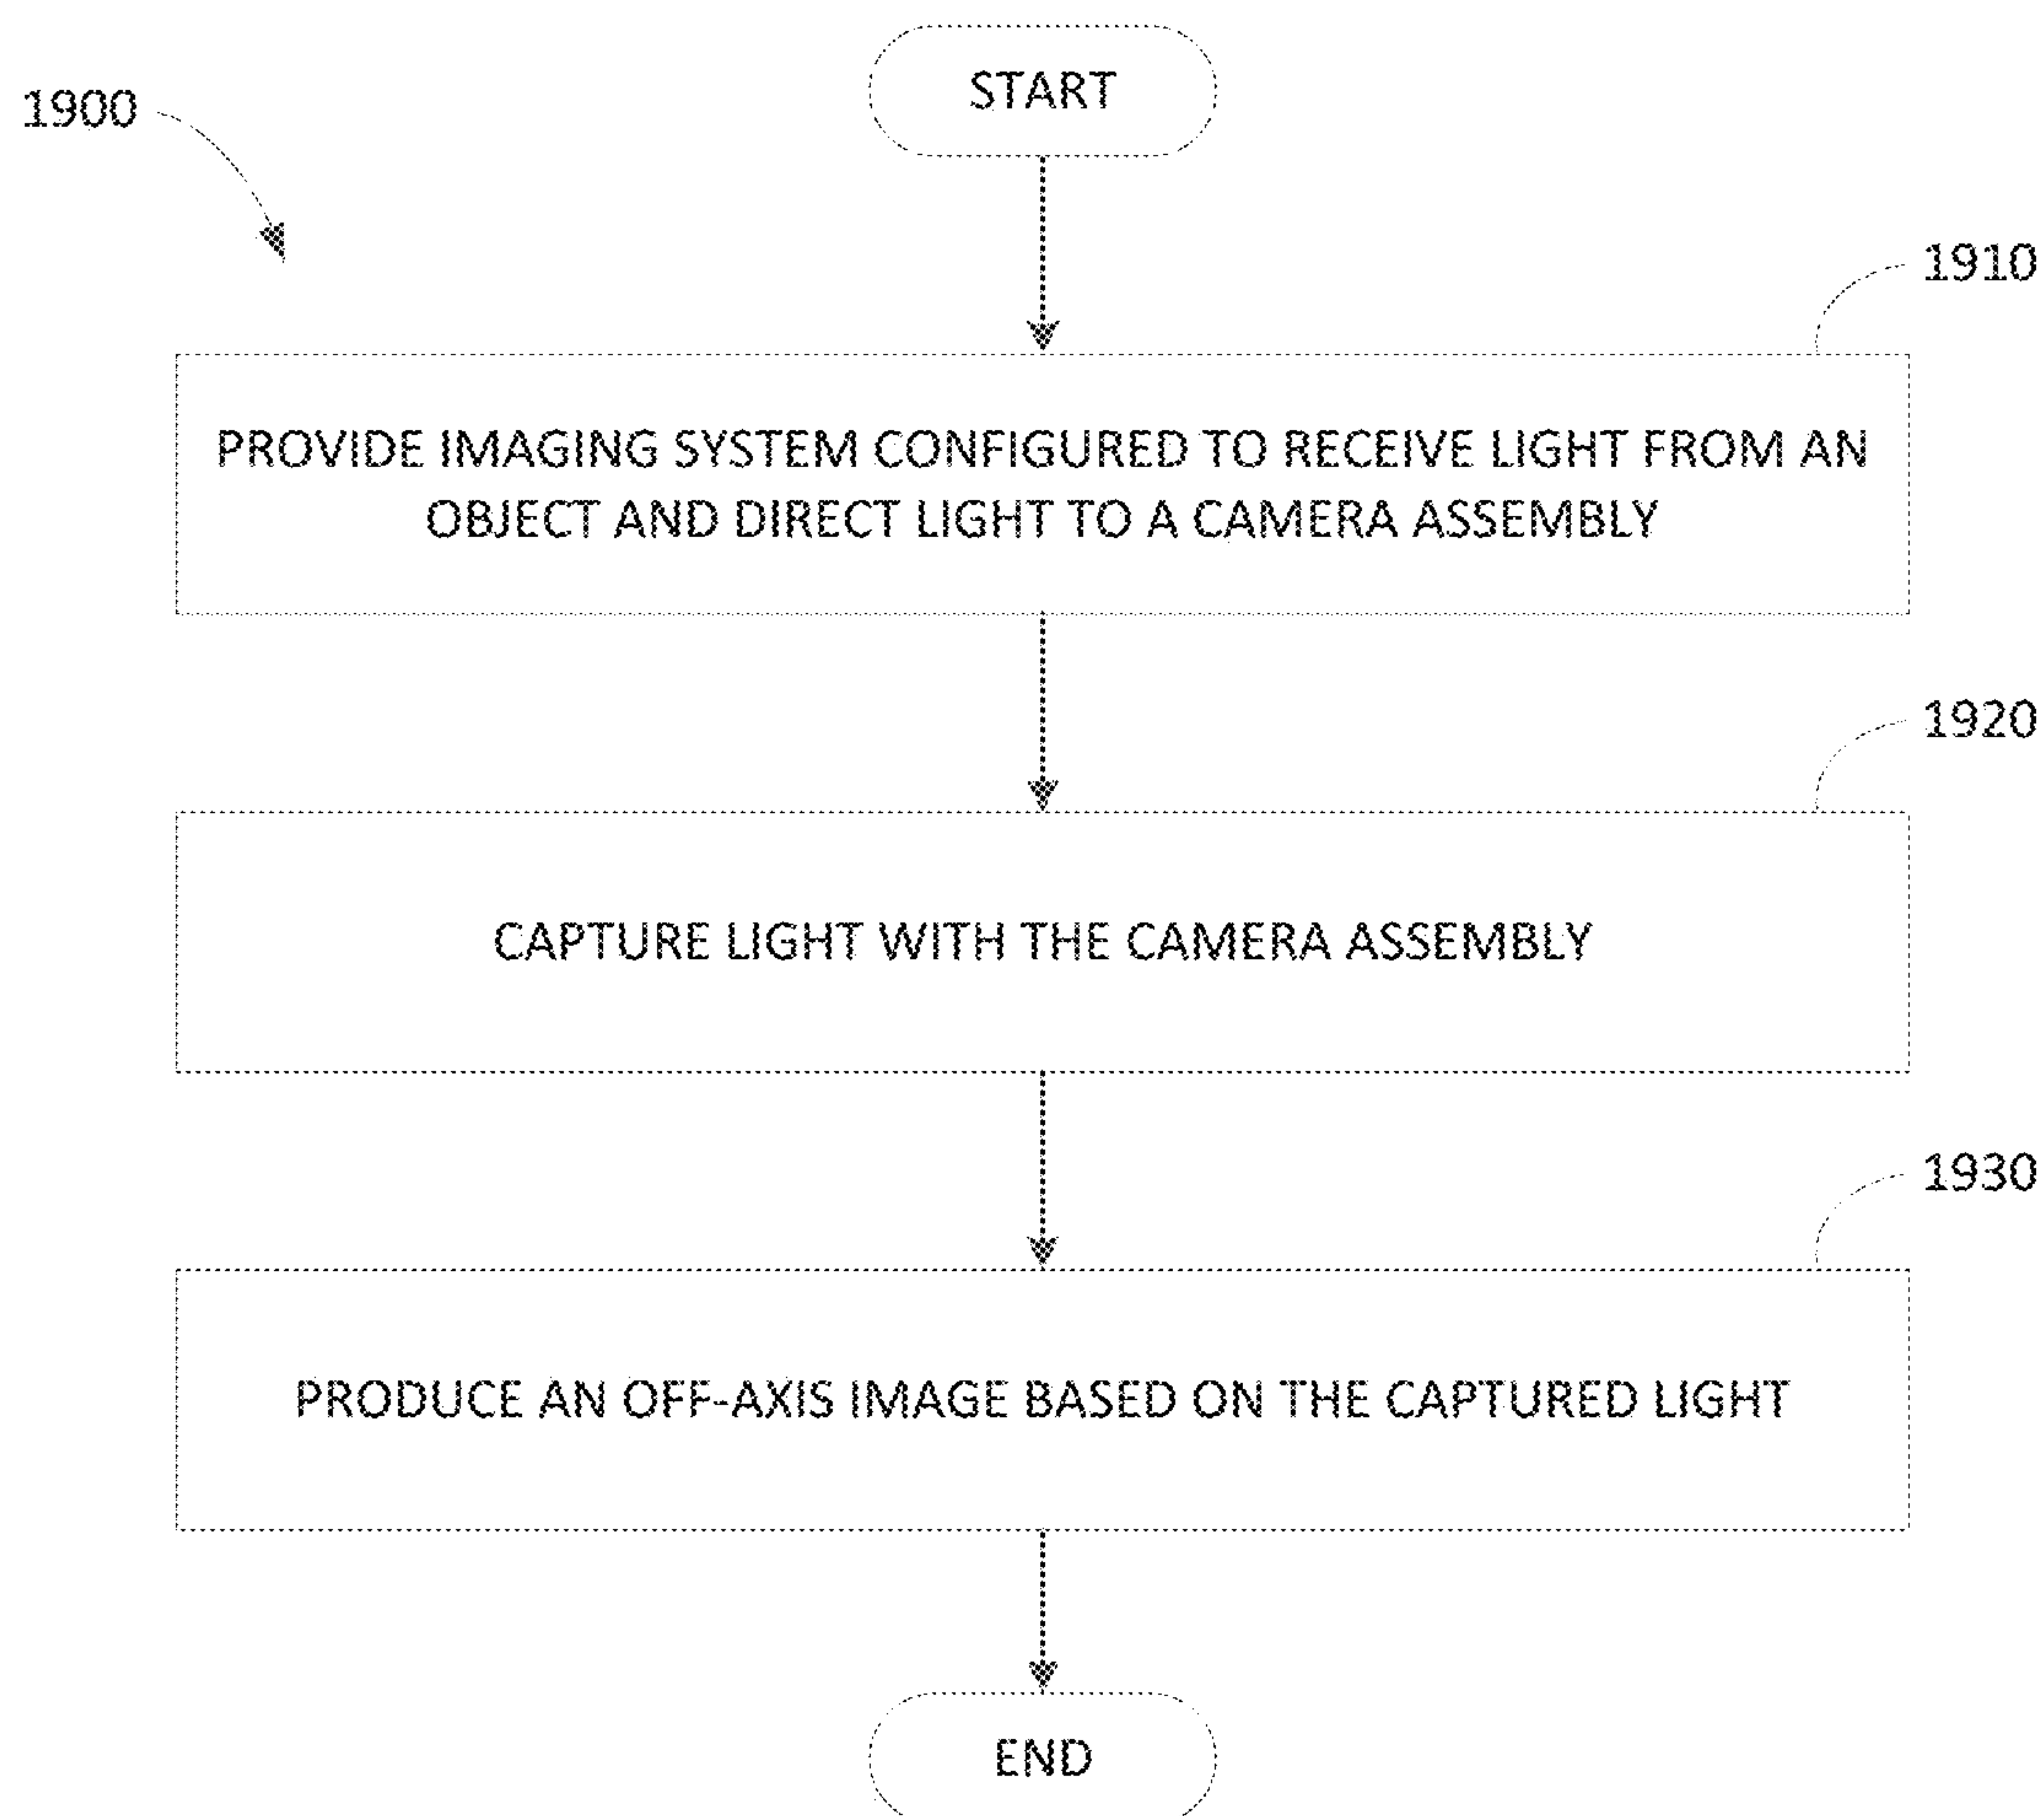 START
1900
1910
PROVIDE IMAGING SYSTEM CONFIGURED TO RECEIVE LIGHT FROM AN
OBJECT AND DIRECT LIGHT TO A CAMERA ASSEMBLY
1920
CAPTURE LIGHT WITH THE CAMERA ASSEMBLY
1930
PRODUCE AN OFF-AXIS IMAGE BASED ON THE CAPTURED LIGHT
END